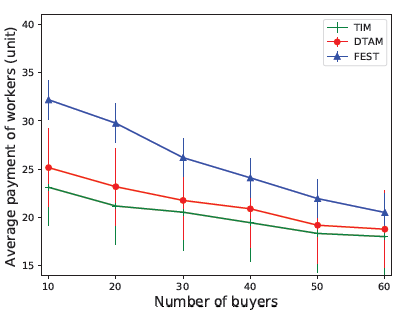 40
35
30
25
20
15
Average payment of workers (unit)
TIM
DTAM
FEST
10 20 30 40 50 60
Number of buyers